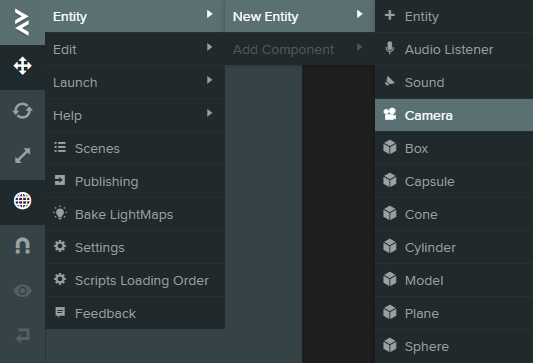 Entity
Edit
Launch
Help
Scenes
Publishing
Bake LightMaps
Settings
Scripts Loading Order
Feedback
New Entity
Add Component
Entity
Audio Listener
Sound
Camera
Box
Capsule
Cone
Cylinder
Model
Plane
Sphere